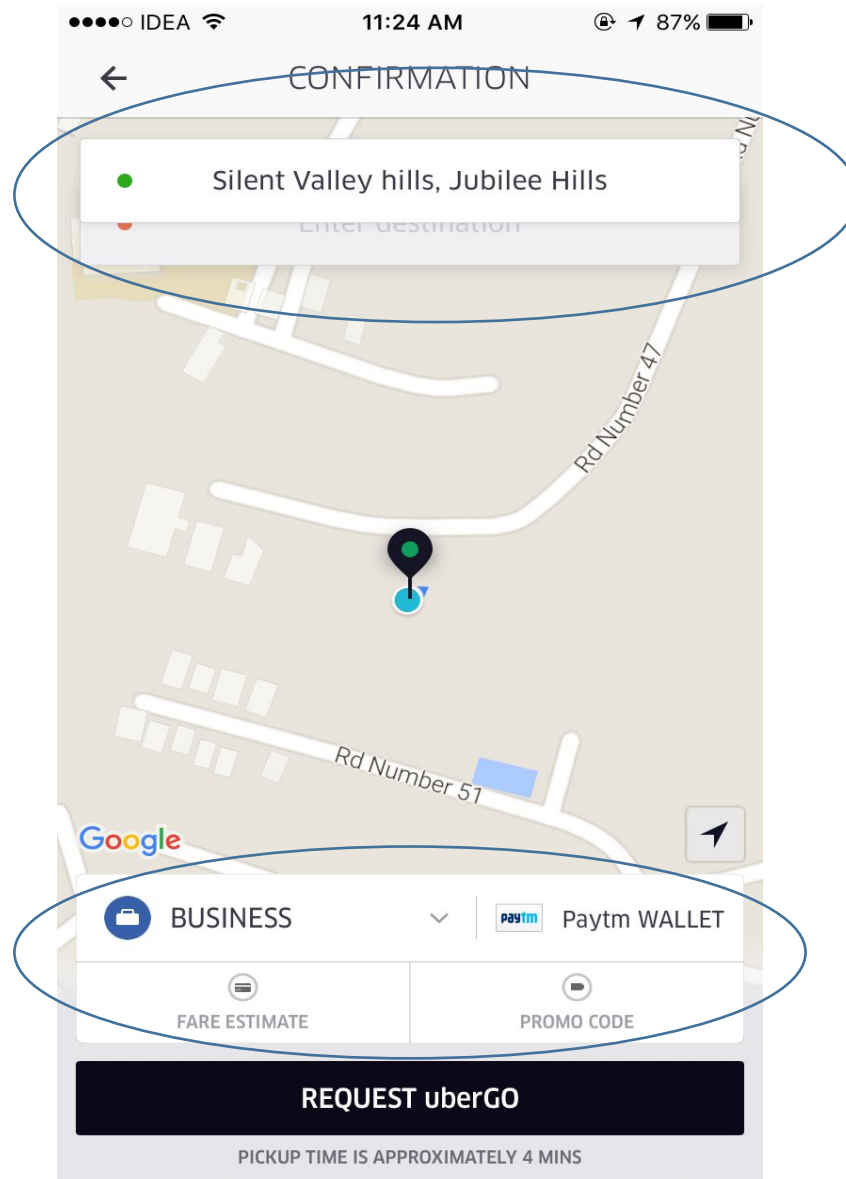 IDEA 11:24 AM 87%
CONFIRMATION
Silent Valley hills, Jubilee Hills
Enter destination
Rd Number 47
Rd Number 51
Google
BUSINESS Paytm Paytm WALLET
FARE ESTIMATE PROMO CODE
REQUEST uberGO
PICKUP TIME IS APPROXIMATELY 4 MINS